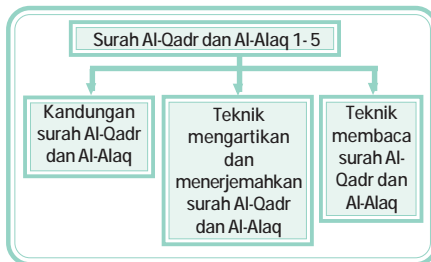 Surah Al-Qadr dan Al-Alaq 1- 5
Kandungan
surah Al-Qadr
dan Al-Alaq
Teknik
mengartikan
dan
menerjemahkan
surah Al-Qadr
dan Al-Alaq
Teknik
membaca
surah Al-
Qadr dan
Al-Alaq